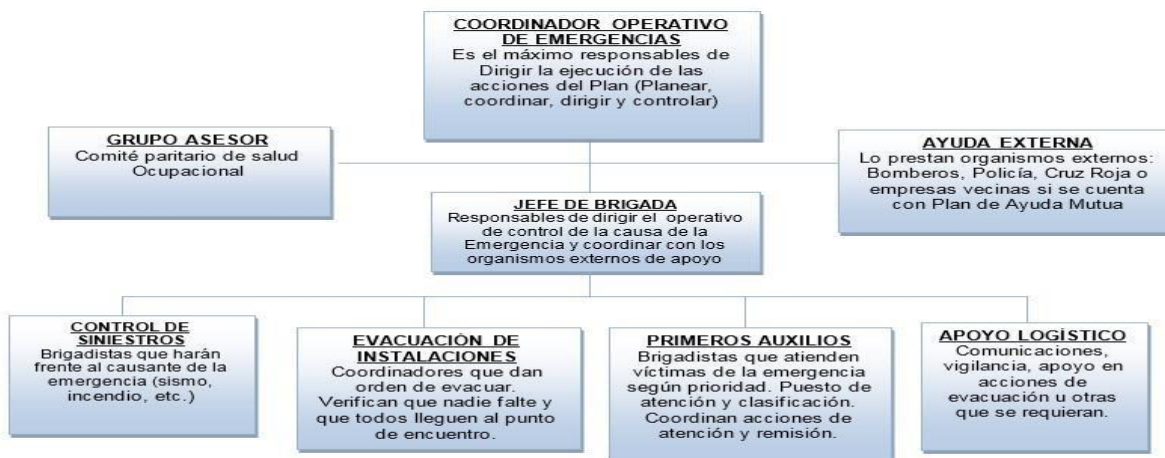 COORDINADOR OPERATIVO
DE EMERGENCIAS
Es el máximo responsables de
Dirigir la ejecución de las
acciones del Plan (Planear,
coordinar, dirigir y controlar)
GRUPO ASESOR
Comité paritario de salud
Ocupacional
AYUDA EXTERNA
Lo prestan organismos externos:
Bomberos, Policía, Cruz Roja o
empresas vecinas si se cuenta
con Plan de Ayuda Mutua
JEFE DE BRIGADA
Responsables de dirigir el operativo
de control de la causa de la
Emergencia y coordinar con los
organismos externos de apoyo
CONTROL DE
SINIESTROS
Brigadistas que harán
frente al causante de la
emergencia (sismo,
incendio, etc.)
EVACUACIÓN DE
INSTALACIONES
Coordinadores que dan
orden de evacuar.
Verifican que nadie falte y
que todos lleguen al punto
de encuentro.
PRIMEROS AUXILIOS
Brigadistas que atienden
víctimas de la emergencia
según prioridad. Puesto de
atención y clasificación.
Coordinan acciones de
atención y remisión.
APOYO LOGÍSTICO
Comunicaciones,
vigilancia, apoyo en
acciones de
evacuación u otras
que se requieran.